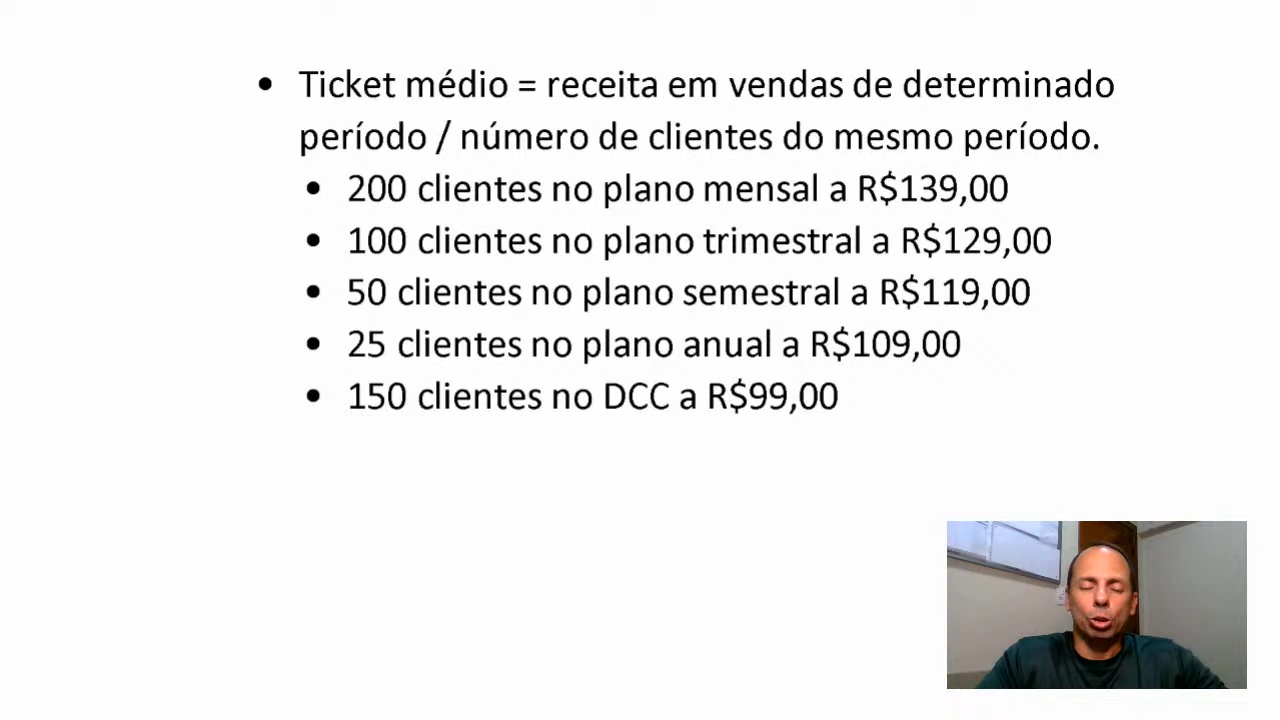 • Ticket médio = receita em vendas de determinado
período / número de clientes do mesmo período.
• 200 clientes no plano mensal a R$139,00
• 100 clientes no plano trimestral a R$129,00
• 50 clientes no plano semestral a R$119,00
• 25 clientes no plano anual a R$109,00
• 150 clientes no DCC a R$99,00